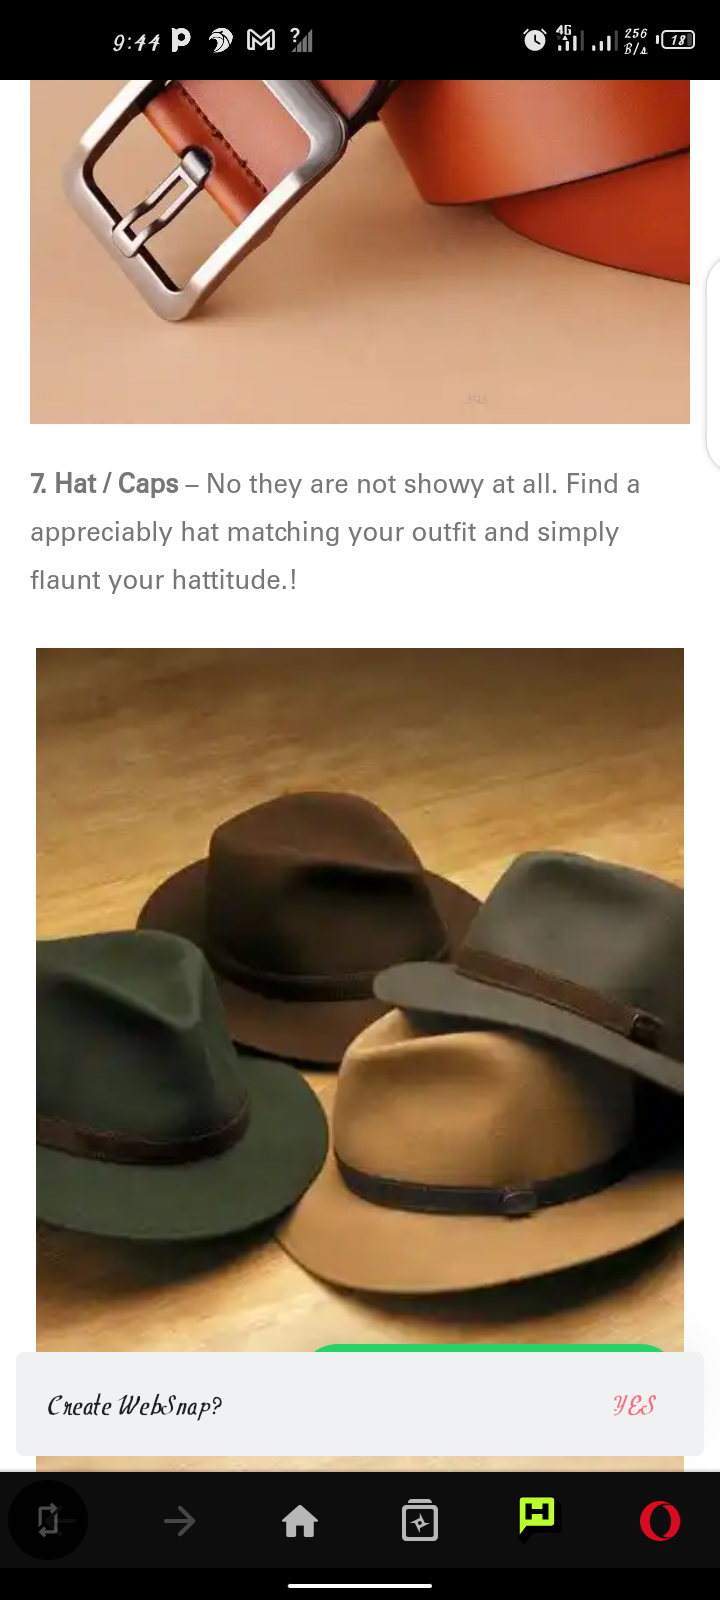 9:44
4G
256
B/s
18
7. Hat / Caps – No they are not showy at all. Find a
appreciably hat matching your outfit and simply
flaunt your hattitude.!
Create WebSnap?
YES